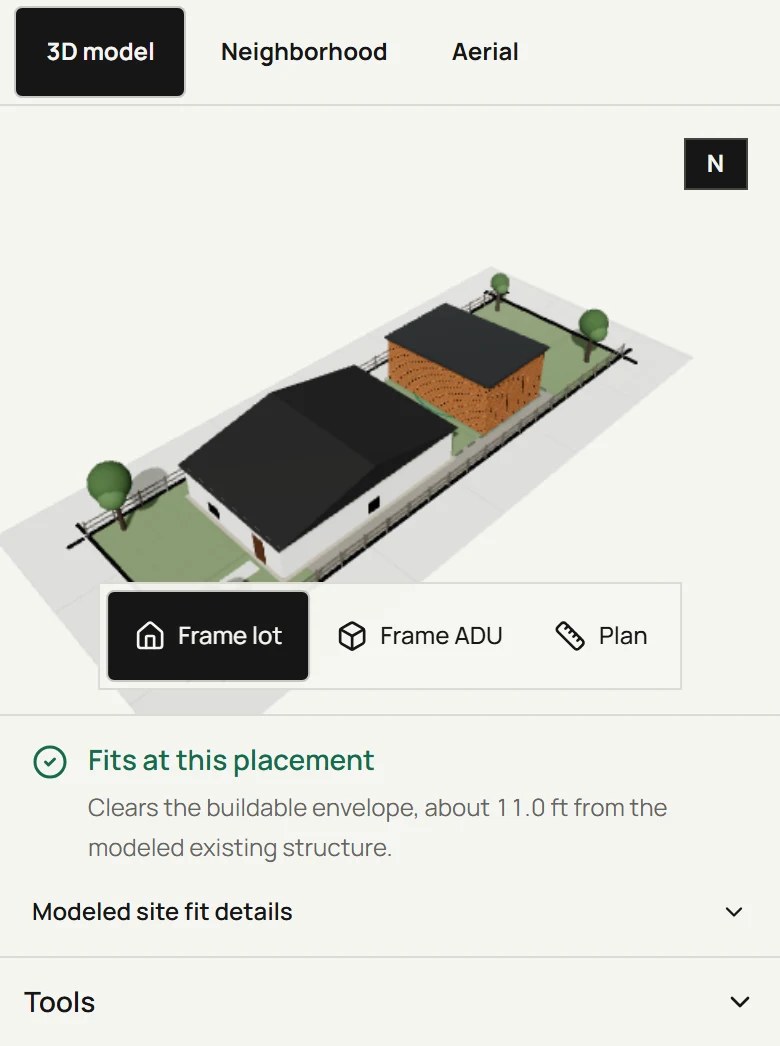 3D model
Neighborhood
Aerial
N
Frame lot
Frame ADU
Plan
Fits at this placement
Clears the buildable envelope, about 11.0 ft from the
modeled existing structure.
Modeled site fit details
Tools